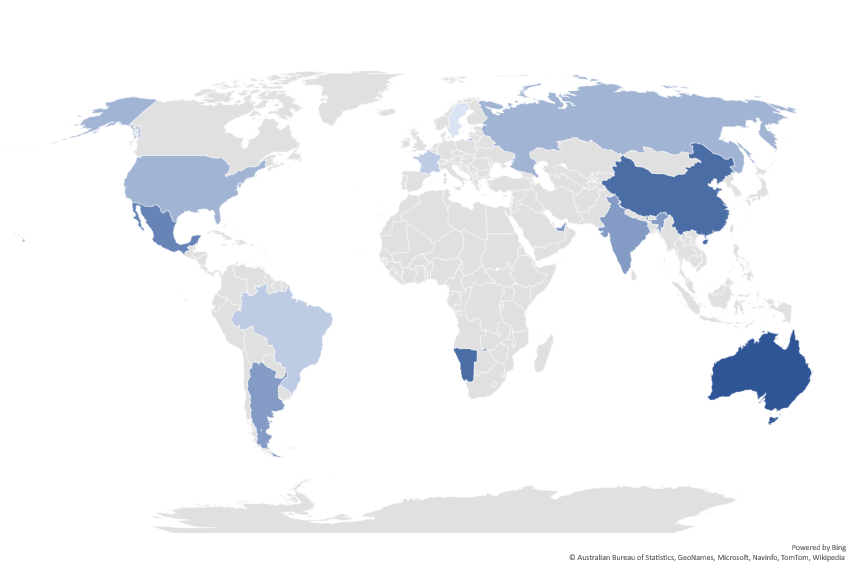 Powered by Bing
© Australian Bureau of Statistics, GeoNames, Microsoft, Navinfo, TomTom, Wikipedia